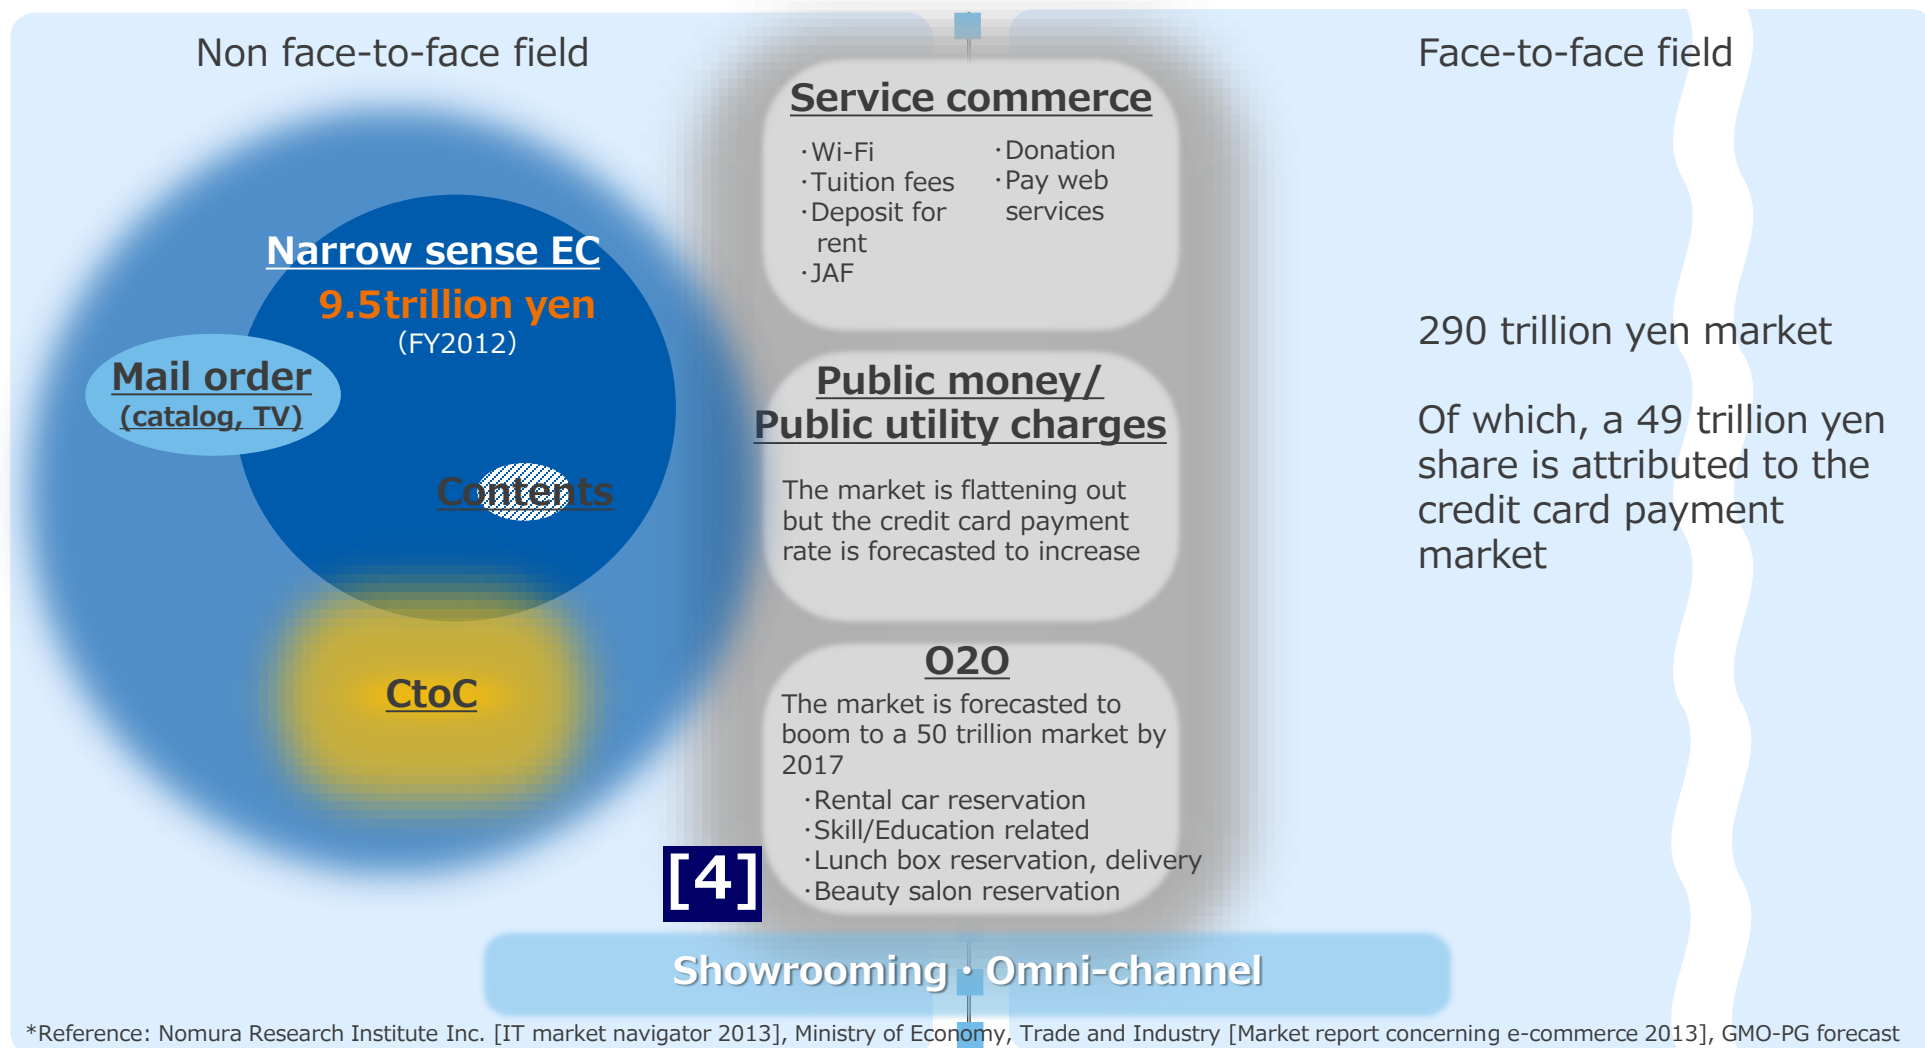 Non face-to-face field
Face-to-face field
Service commerce
・Wi-Fi
・Tuition fees
・Deposit for
rent
・JAF
・Donation
・Pay web
services
Narrow sense EC
9.5trillion yen
(FY2012)
Mail order
(catalog, TV)
Contents
CtoC
Public money/
Public utility charges
The market is flattening out
but the credit card payment
rate is forecasted to increase
O2O
The market is forecasted to
boom to a 50 trillion market by
2017
・Rental car reservation
・Skill/Education related
・Lunch box reservation, delivery
・Beauty salon reservation
[4]
290 trillion yen market
Of which, a 49 trillion yen
share is attributed to the
credit card payment
market
Showrooming・Omni-channel
*Reference: Nomura Research Institute Inc. [IT market navigator 2013], Ministry of Economy, Trade and Industry [Market report concerning e-commerce 2013], GMO-PG forecast